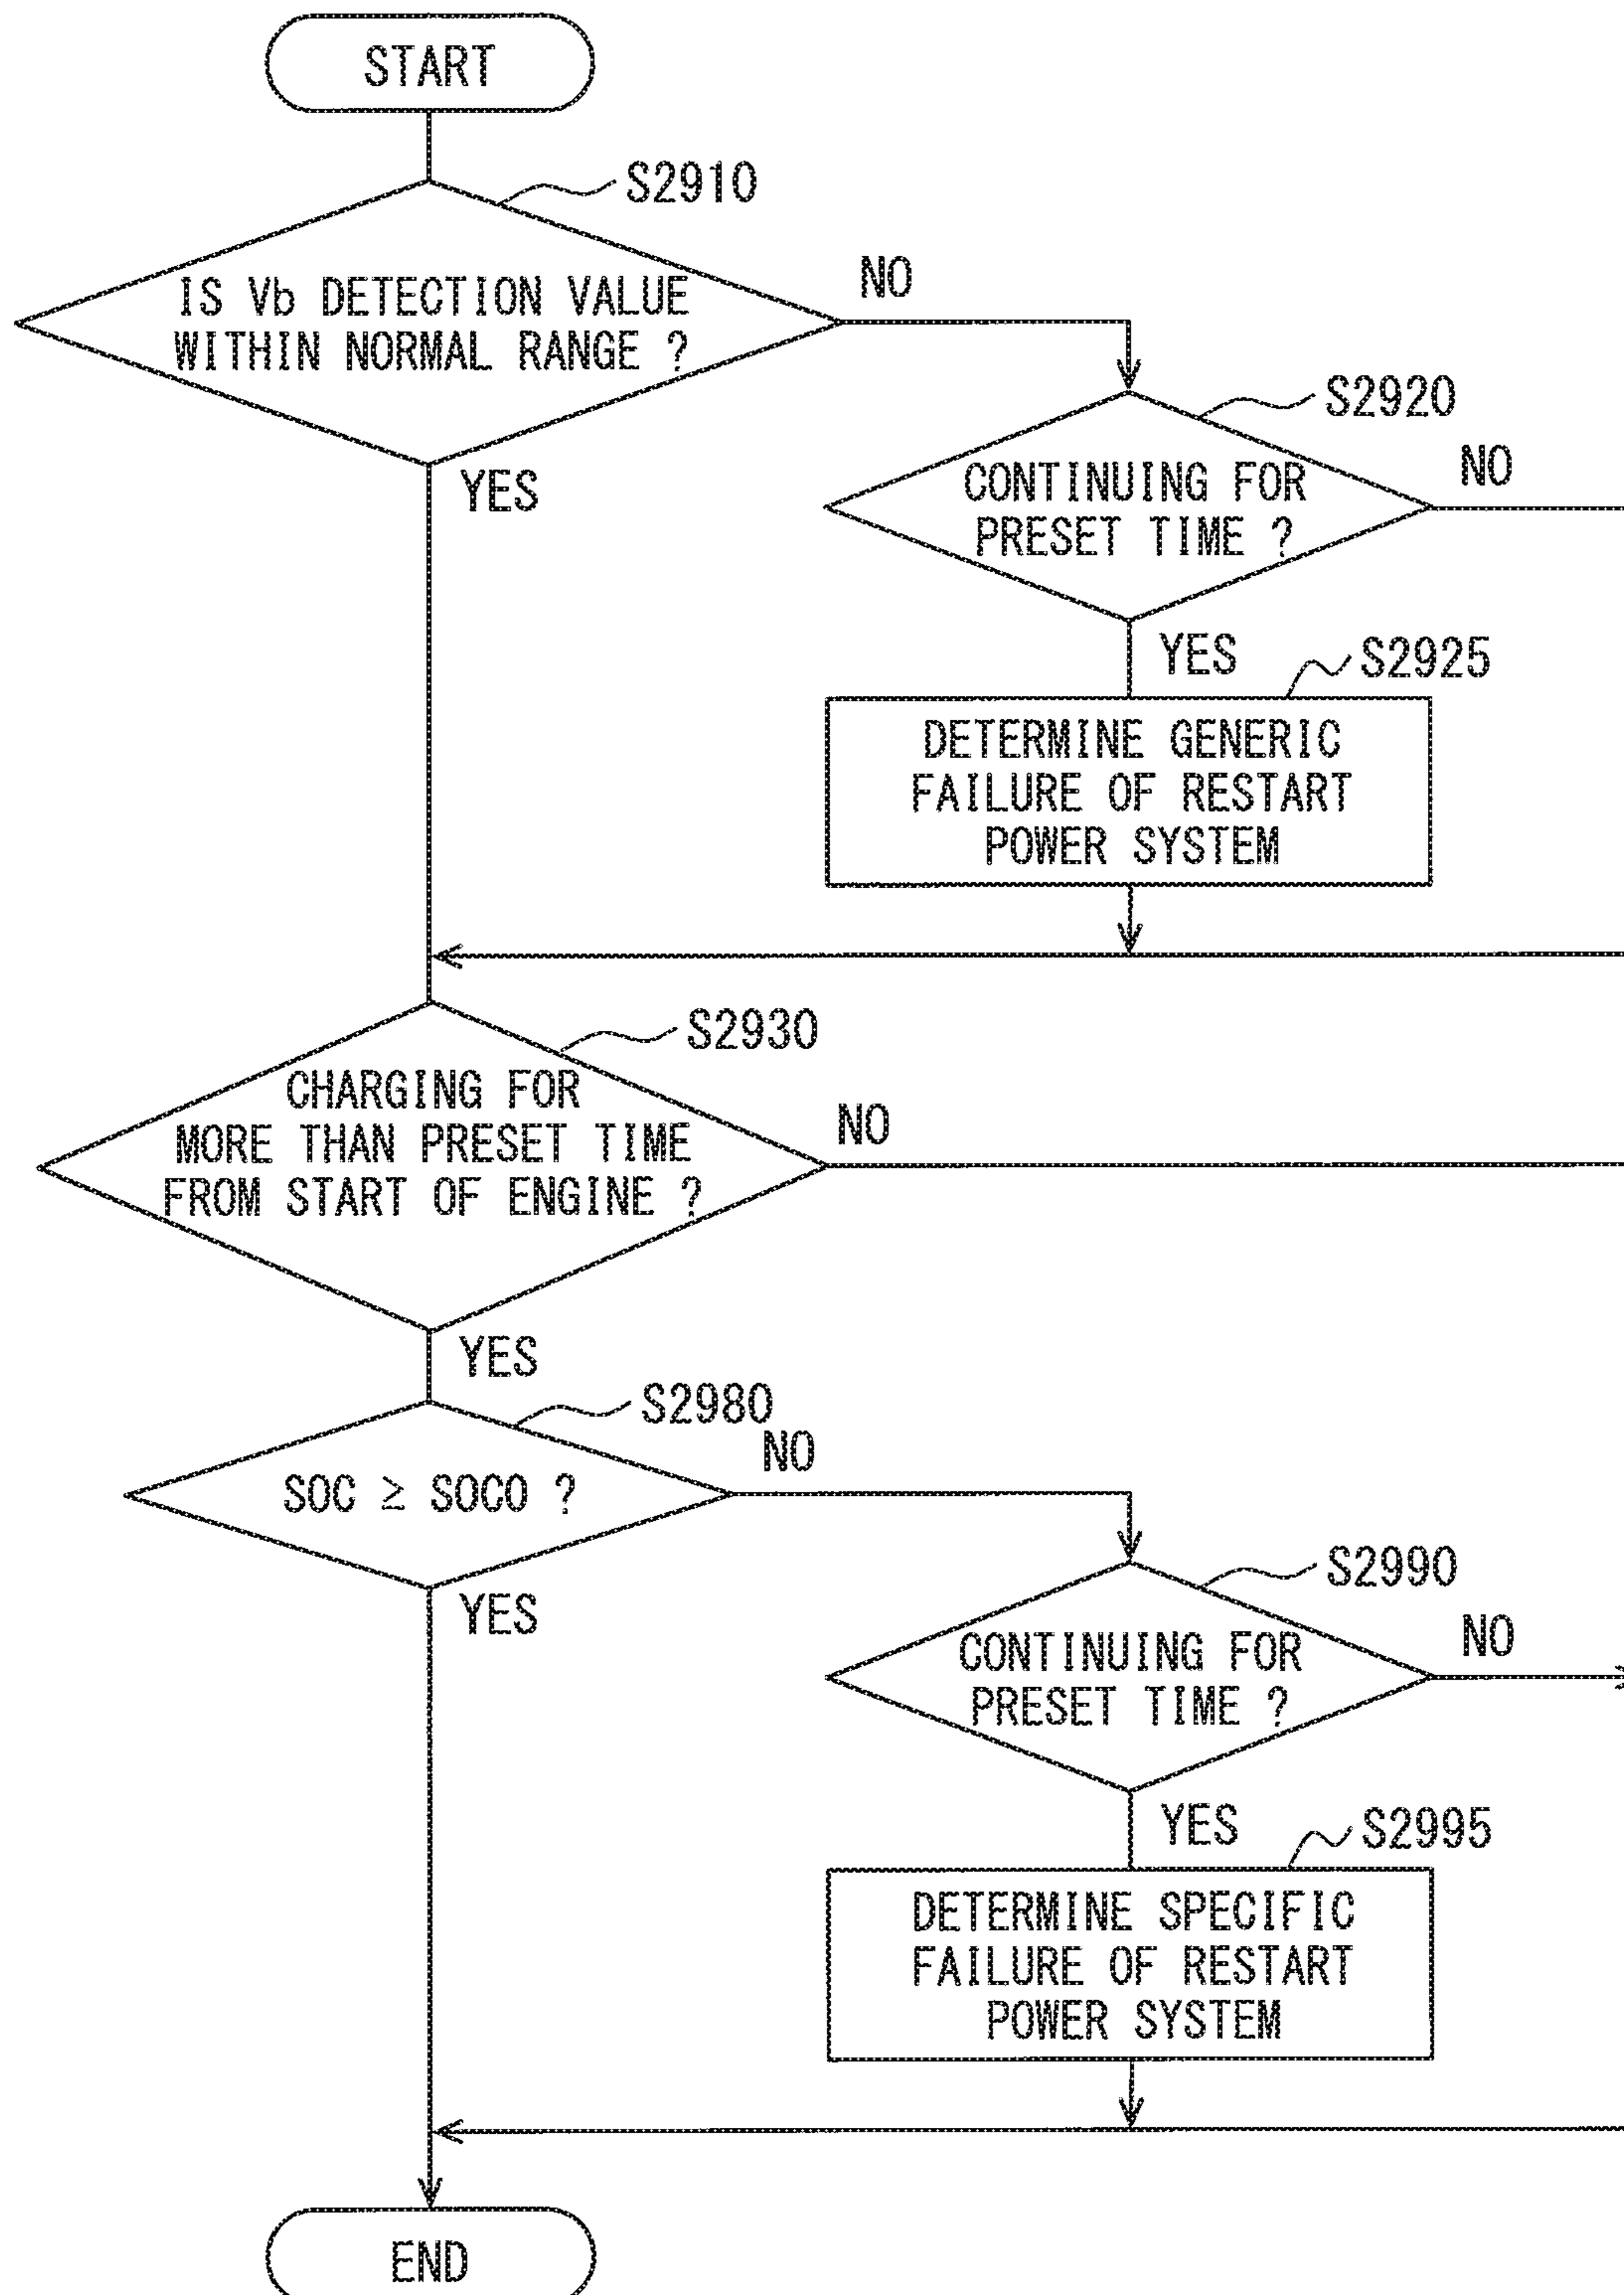 START
S2910
IS Vb DETECTION VALUE
WITHIN NORMAL RANGE ?
NO
YES
S2920
CONTINUING FOR
PRESET TIME ?
NO
YES
S2925
DETERMINE GENERIC
FAILURE OF RESTART
POWER SYSTEM
S2930
CHARGING FOR
MORE THAN PRESET TIME
FROM START OF ENGINE ?
NO
YES
S2980
SOC ≥ SOC0 ?
NO
YES
S2990
CONTINUING FOR
PRESET TIME ?
NO
YES
S2995
DETERMINE SPECIFIC
FAILURE OF RESTART
POWER SYSTEM
END